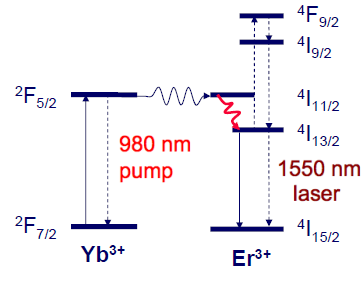 ⁴F9/2
⁴I9/2
²F5/2
⁴I11/2
⁴I13/2
980 nm
pump
1550 nm
laser
²F7/2
⁴I15/2
Yb³⁺
Er³⁺